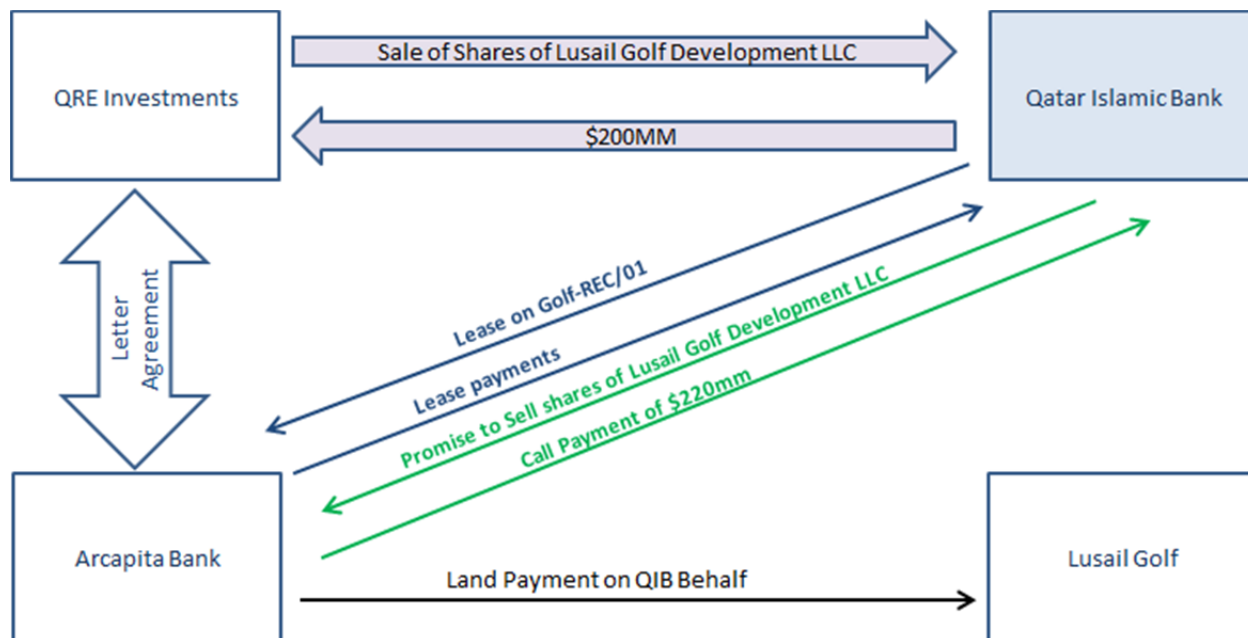 Sale of Shares of Lusail Golf Development LLC
QRE Investments
Qatar Islamic Bank
$200MM
Letter
Agreement
Lease on Golf-REC/01
Lease payments
Promise to Sell shares of Lusail Golf Development LLC
Call Payment of $220mm
Arcapita Bank
Land Payment on QIB Behalf
Lusail Golf